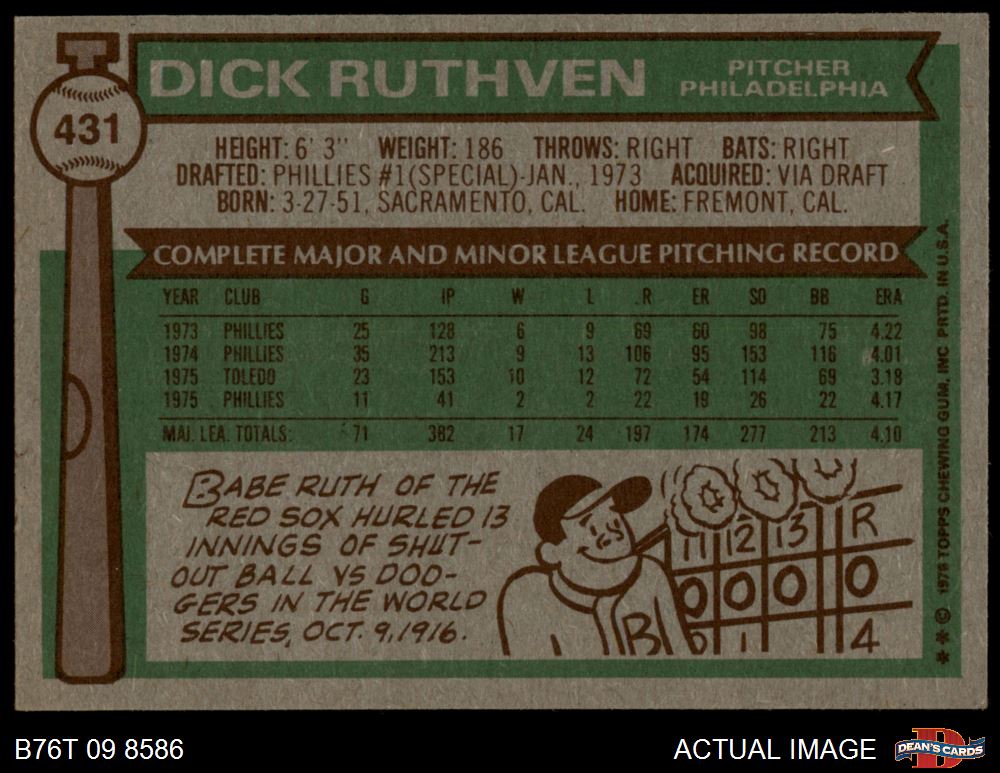 DICK RUTHVEN
PITCHER
PHILADELPHIA
431
HEIGHT: 6' 3" WEIGHT: 186 THROWS: RIGHT BATS: RIGHT
DRAFTED: PHILLIES #1(SPECIAL)-JAN., 1973 ACQUIRED: VIA DRAFT
BORN: 3-27-51, SACRAMENTO, CAL. HOME: FREMONT, CAL.
COMPLETE MAJOR AND MINOR LEAGUE PITCHING RECORD
YEAR CLUB G IP W L R ER SO BB ERA
1973 PHILLIES 25 128 6 9 69 60 98 75 4.22
1974 PHILLIES 35 213 9 13 106 95 153 116 4.01
1975 TOLEDO 23 153 10 12 72 54 114 69 3.18
1975 PHILLIES 11 41 2 2 22 19 26 22 4.17
MAJ. LEA. TOTALS: 71 382 17 24 197 174 277 213 4.10
BABE RUTH OF THE
RED SOX HURLED 13
INNINGS OF SHUT-
OUT BALL VS DOD-
GERS IN THE WORLD
SERIES, OCT. 9, 1916.
11 12 13 R
0 0 0 0
1 4
B
** © 1976 TOPPS CHEWING GUM, INC PRTD. IN U.S.A.
B76T 09 8586
ACTUAL IMAGE
D
DEAN'S CARDS